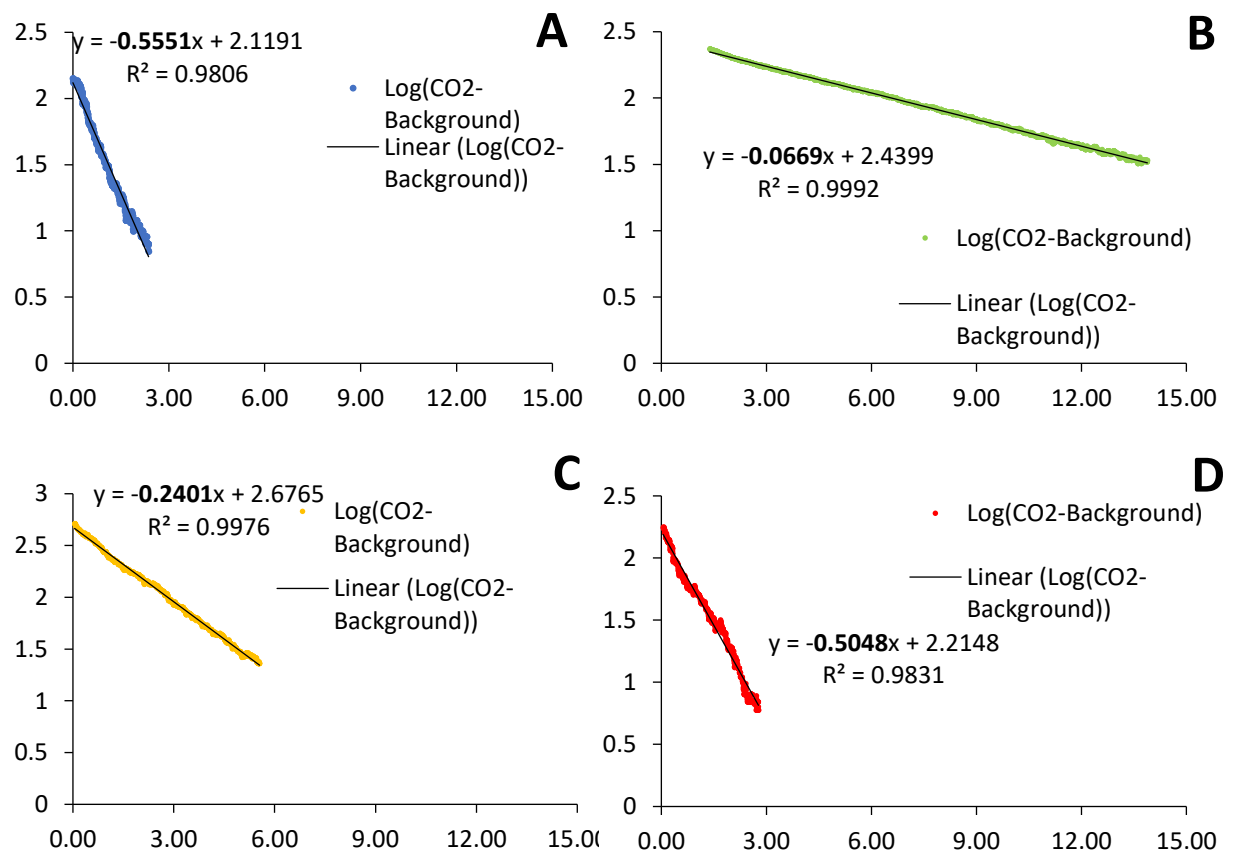 A
2.5
2
1.5
1
0.5
0
y = -0.5551x + 2.1191
R² = 0.9806
Log(CO2-
Background)
Linear (Log(CO2-
Background))
0.00 3.00 6.00 9.00 12.00 15.00
B
2.5
2
1.5
1
0.5
0
y = -0.0669x + 2.4399
R² = 0.9992
Log(CO2-Background)
Linear (Log(CO2-
Background))
0.00 3.00 6.00 9.00 12.00 15.00
C
3
2.5
2
1.5
1
0.5
0
y = -0.2401x + 2.6765
R² = 0.9976
Log(CO2-
Background)
Linear (Log(CO2-
Background))
0.00 3.00 6.00 9.00 12.00 15.00
D
2.5
2
1.5
1
0.5
0
Log(CO2-Background)
Linear (Log(CO2-
Background))
y = -0.5048x + 2.2148
R² = 0.9831
0.00 3.00 6.00 9.00 12.00 15.00